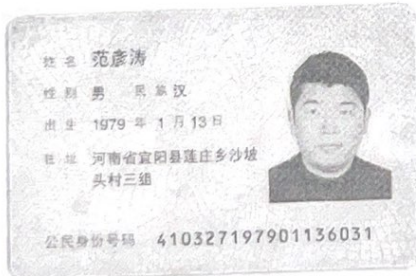 姓名 范彦涛
性别 男 民族 汉
出生 1979 年 1 月 13 日
住址 河南省宜阳县莲庄乡沙坡
头村三组
公民身份号码 410327197901136031